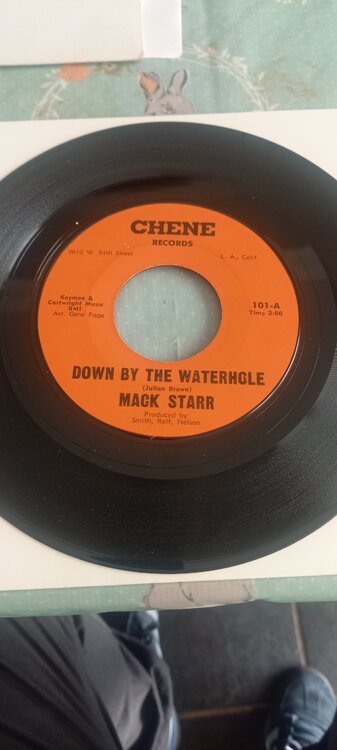 CHENE
RECORDS
3610 W. 54th Street
L. A., Calif.
Keymen &
Cartwright Music
BMI
Arr. Gene Page
101-A
Time 2:00
DOWN BY THE WATERHOLE
(Julian Brown)
MACK STARR
Produced by
Smith, Relf, Nelson